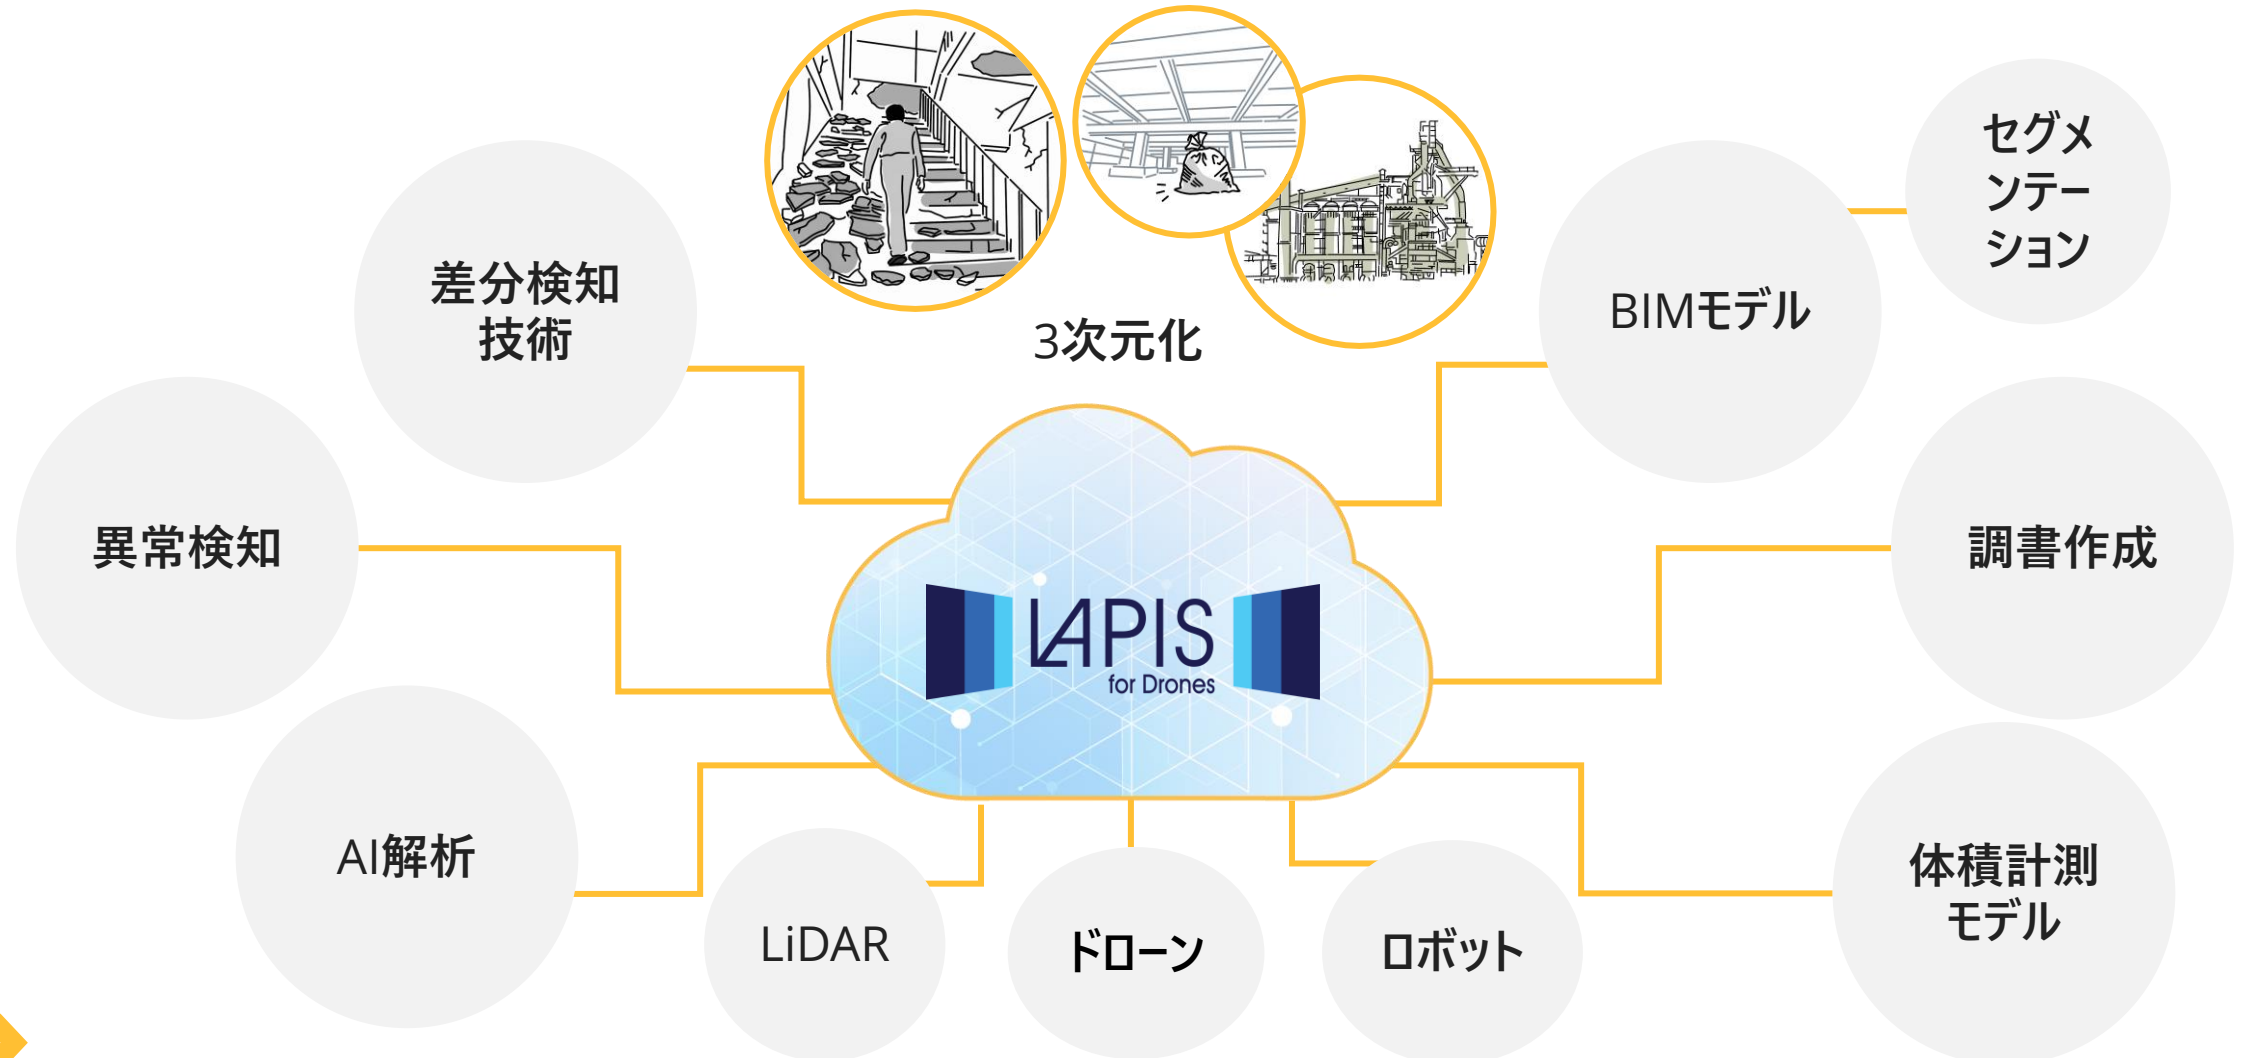 セグメ
ンテー
ション
差分検知
技術
3次元化
BIMモデル
異常検知
調書作成
LAPIS
for Drones
AI解析
体積計測
モデル
LiDAR
ドローン
ロボット